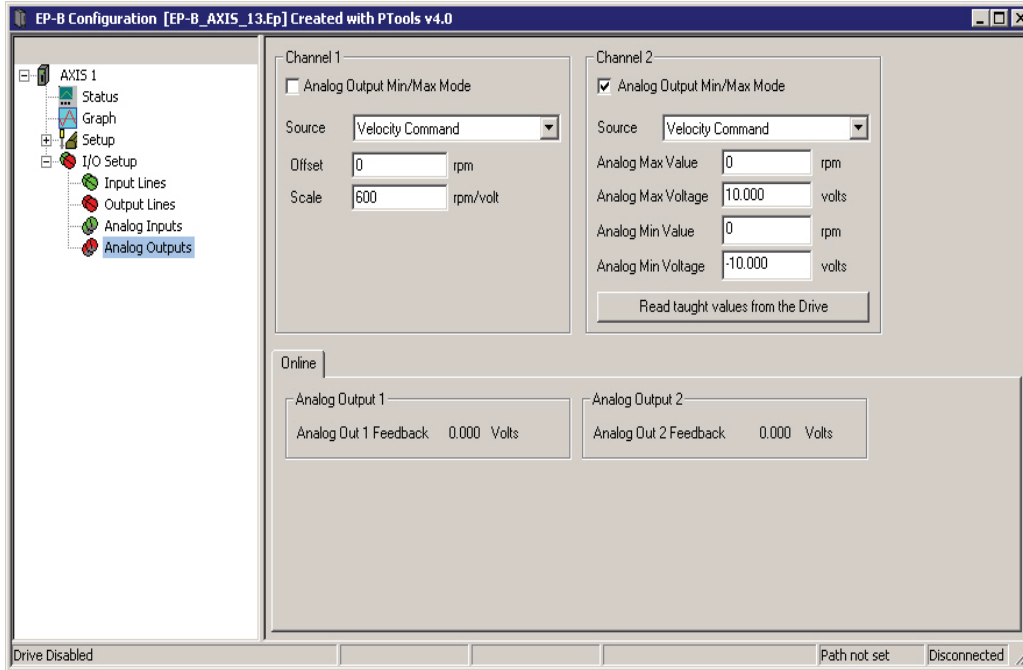 EP-B Configuration [EP-B_AXIS_13.Ep] Created with PTools v4.0
AXIS 1
Status
Graph
Setup
I/O Setup
Input Lines
Output Lines
Analog Inputs
Analog Outputs
Channel 1
Analog Output Min/Max Mode
Source Velocity Command
Offset 0 rpm
Scale 600 rpm/volt
Channel 2
Analog Output Min/Max Mode
Source Velocity Command
Analog Max Value 0 rpm
Analog Max Voltage 10.000 volts
Analog Min Value 0 rpm
Analog Min Voltage -10.000 volts
Read taught values from the Drive
Online
Analog Output 1
Analog Out 1 Feedback 0.000 Volts
Analog Output 2
Analog Out 2 Feedback 0.000 Volts
Drive Disabled Path not set Disconnected